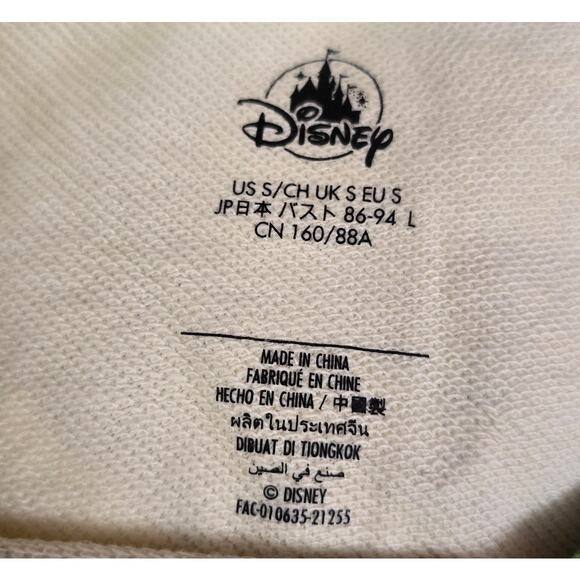 Disney
US S/CH UK S EU S
JP日本 バスト 86-94 L
CN 160/88A
MADE IN CHINA
FABRIQUÉ EN CHINE
HECHO EN CHINA / 中國製
ผลิตในประเทศจีน
DIBUAT DI TIONGKOK
صنع في الصين
© DISNEY
FAC-010635-21255